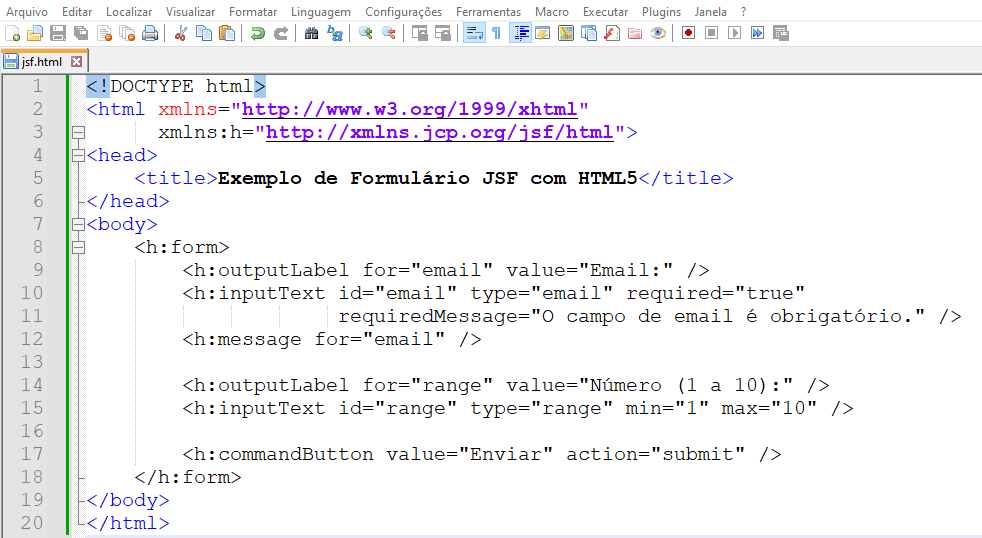 Arquivo Editar Localizar Visualizar Formatar Linguagem Configurações Ferramentas Macro Executar Plugins Janela ?
jsf.html
1 <!DOCTYPE html>
2 <html xmlns="http://www.w3.org/1999/xhtml"
3 xmlns:h="http://xmlns.jcp.org/jsf/html">
4 <head>
5 <title>Exemplo de Formulário JSF com HTML5</title>
6 </head>
7 <body>
8 <h:form>
9 <h:outputLabel for="email" value="Email:" />
10 <h:inputText id="email" type="email" required="true"
11 requiredMessage="O campo de email é obrigatório." />
12 <h:message for="email" />
13
14 <h:outputLabel for="range" value="Número (1 a 10):" />
15 <h:inputText id="range" type="range" min="1" max="10" />
16
17 <h:commandButton value="Enviar" action="submit" />
18 </h:form>
19 </body>
20 </html>